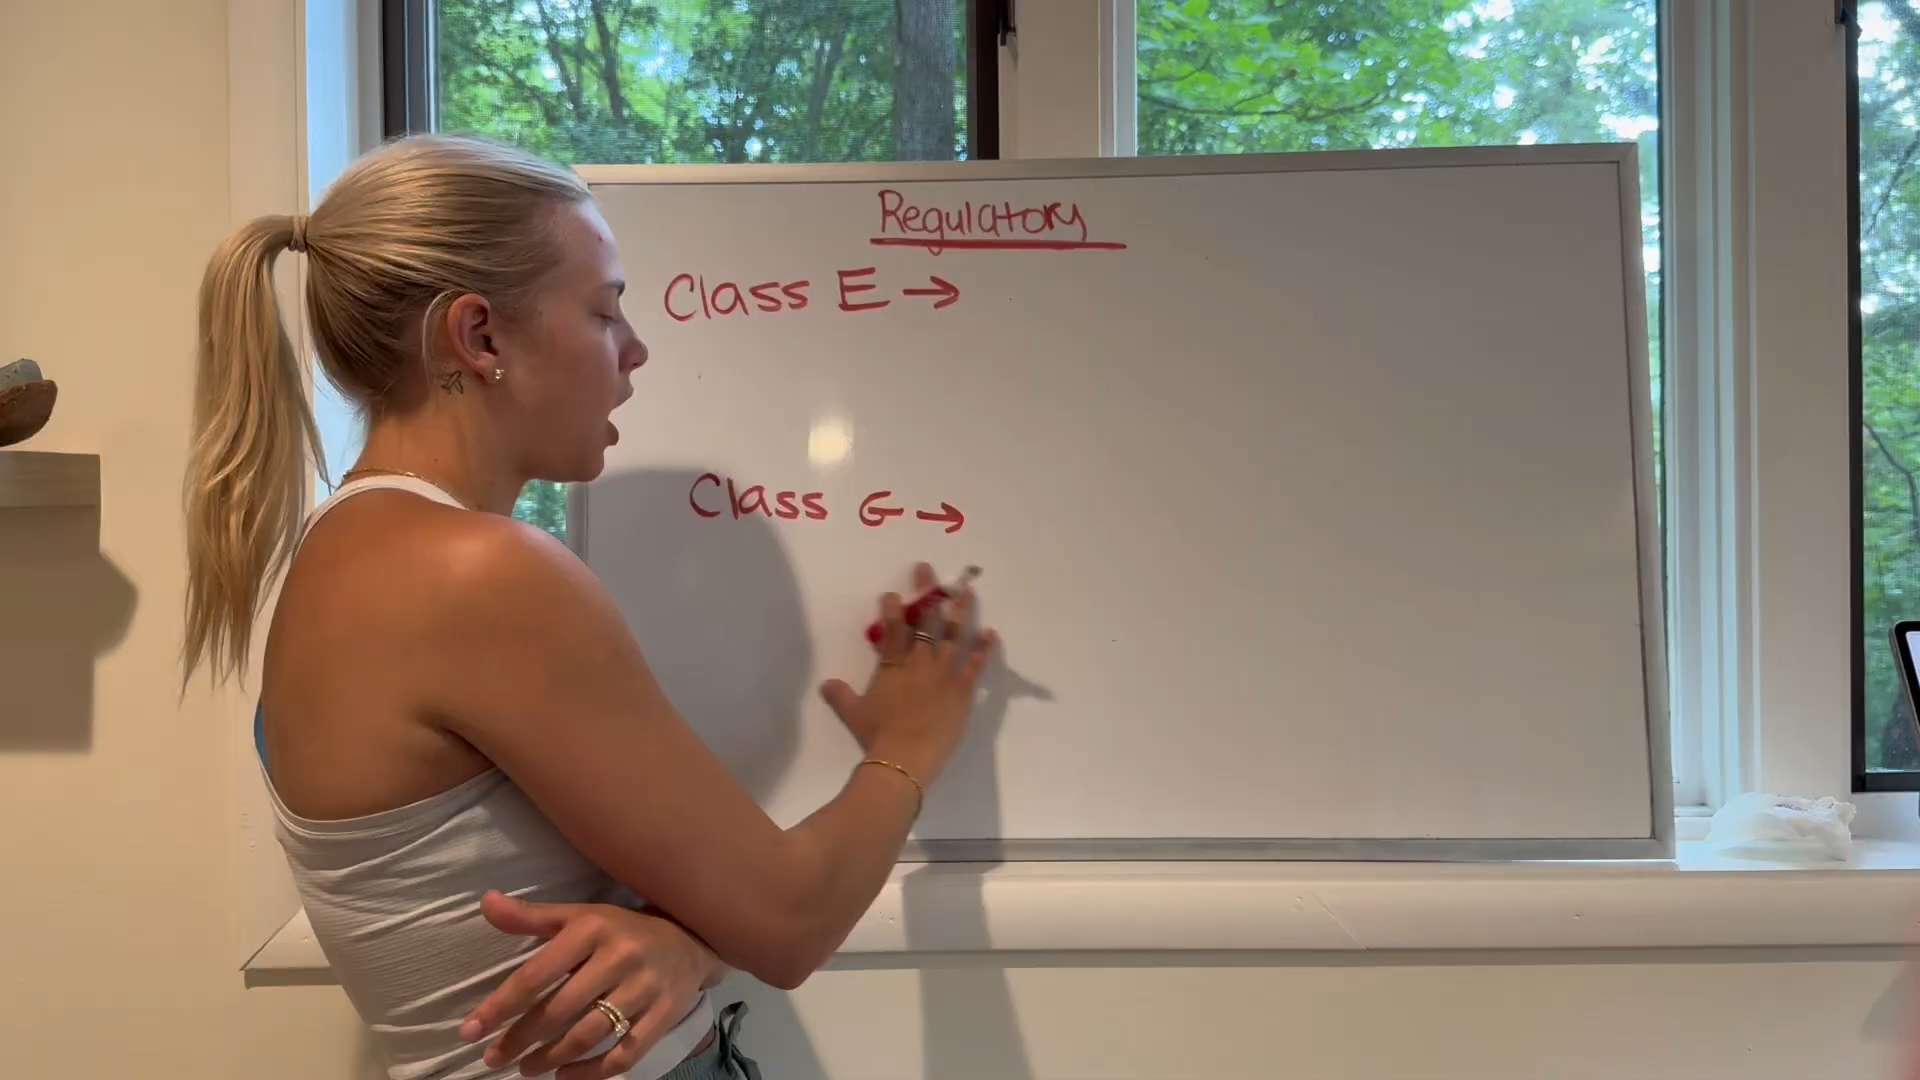 Regulatory
Class E →
Class G →